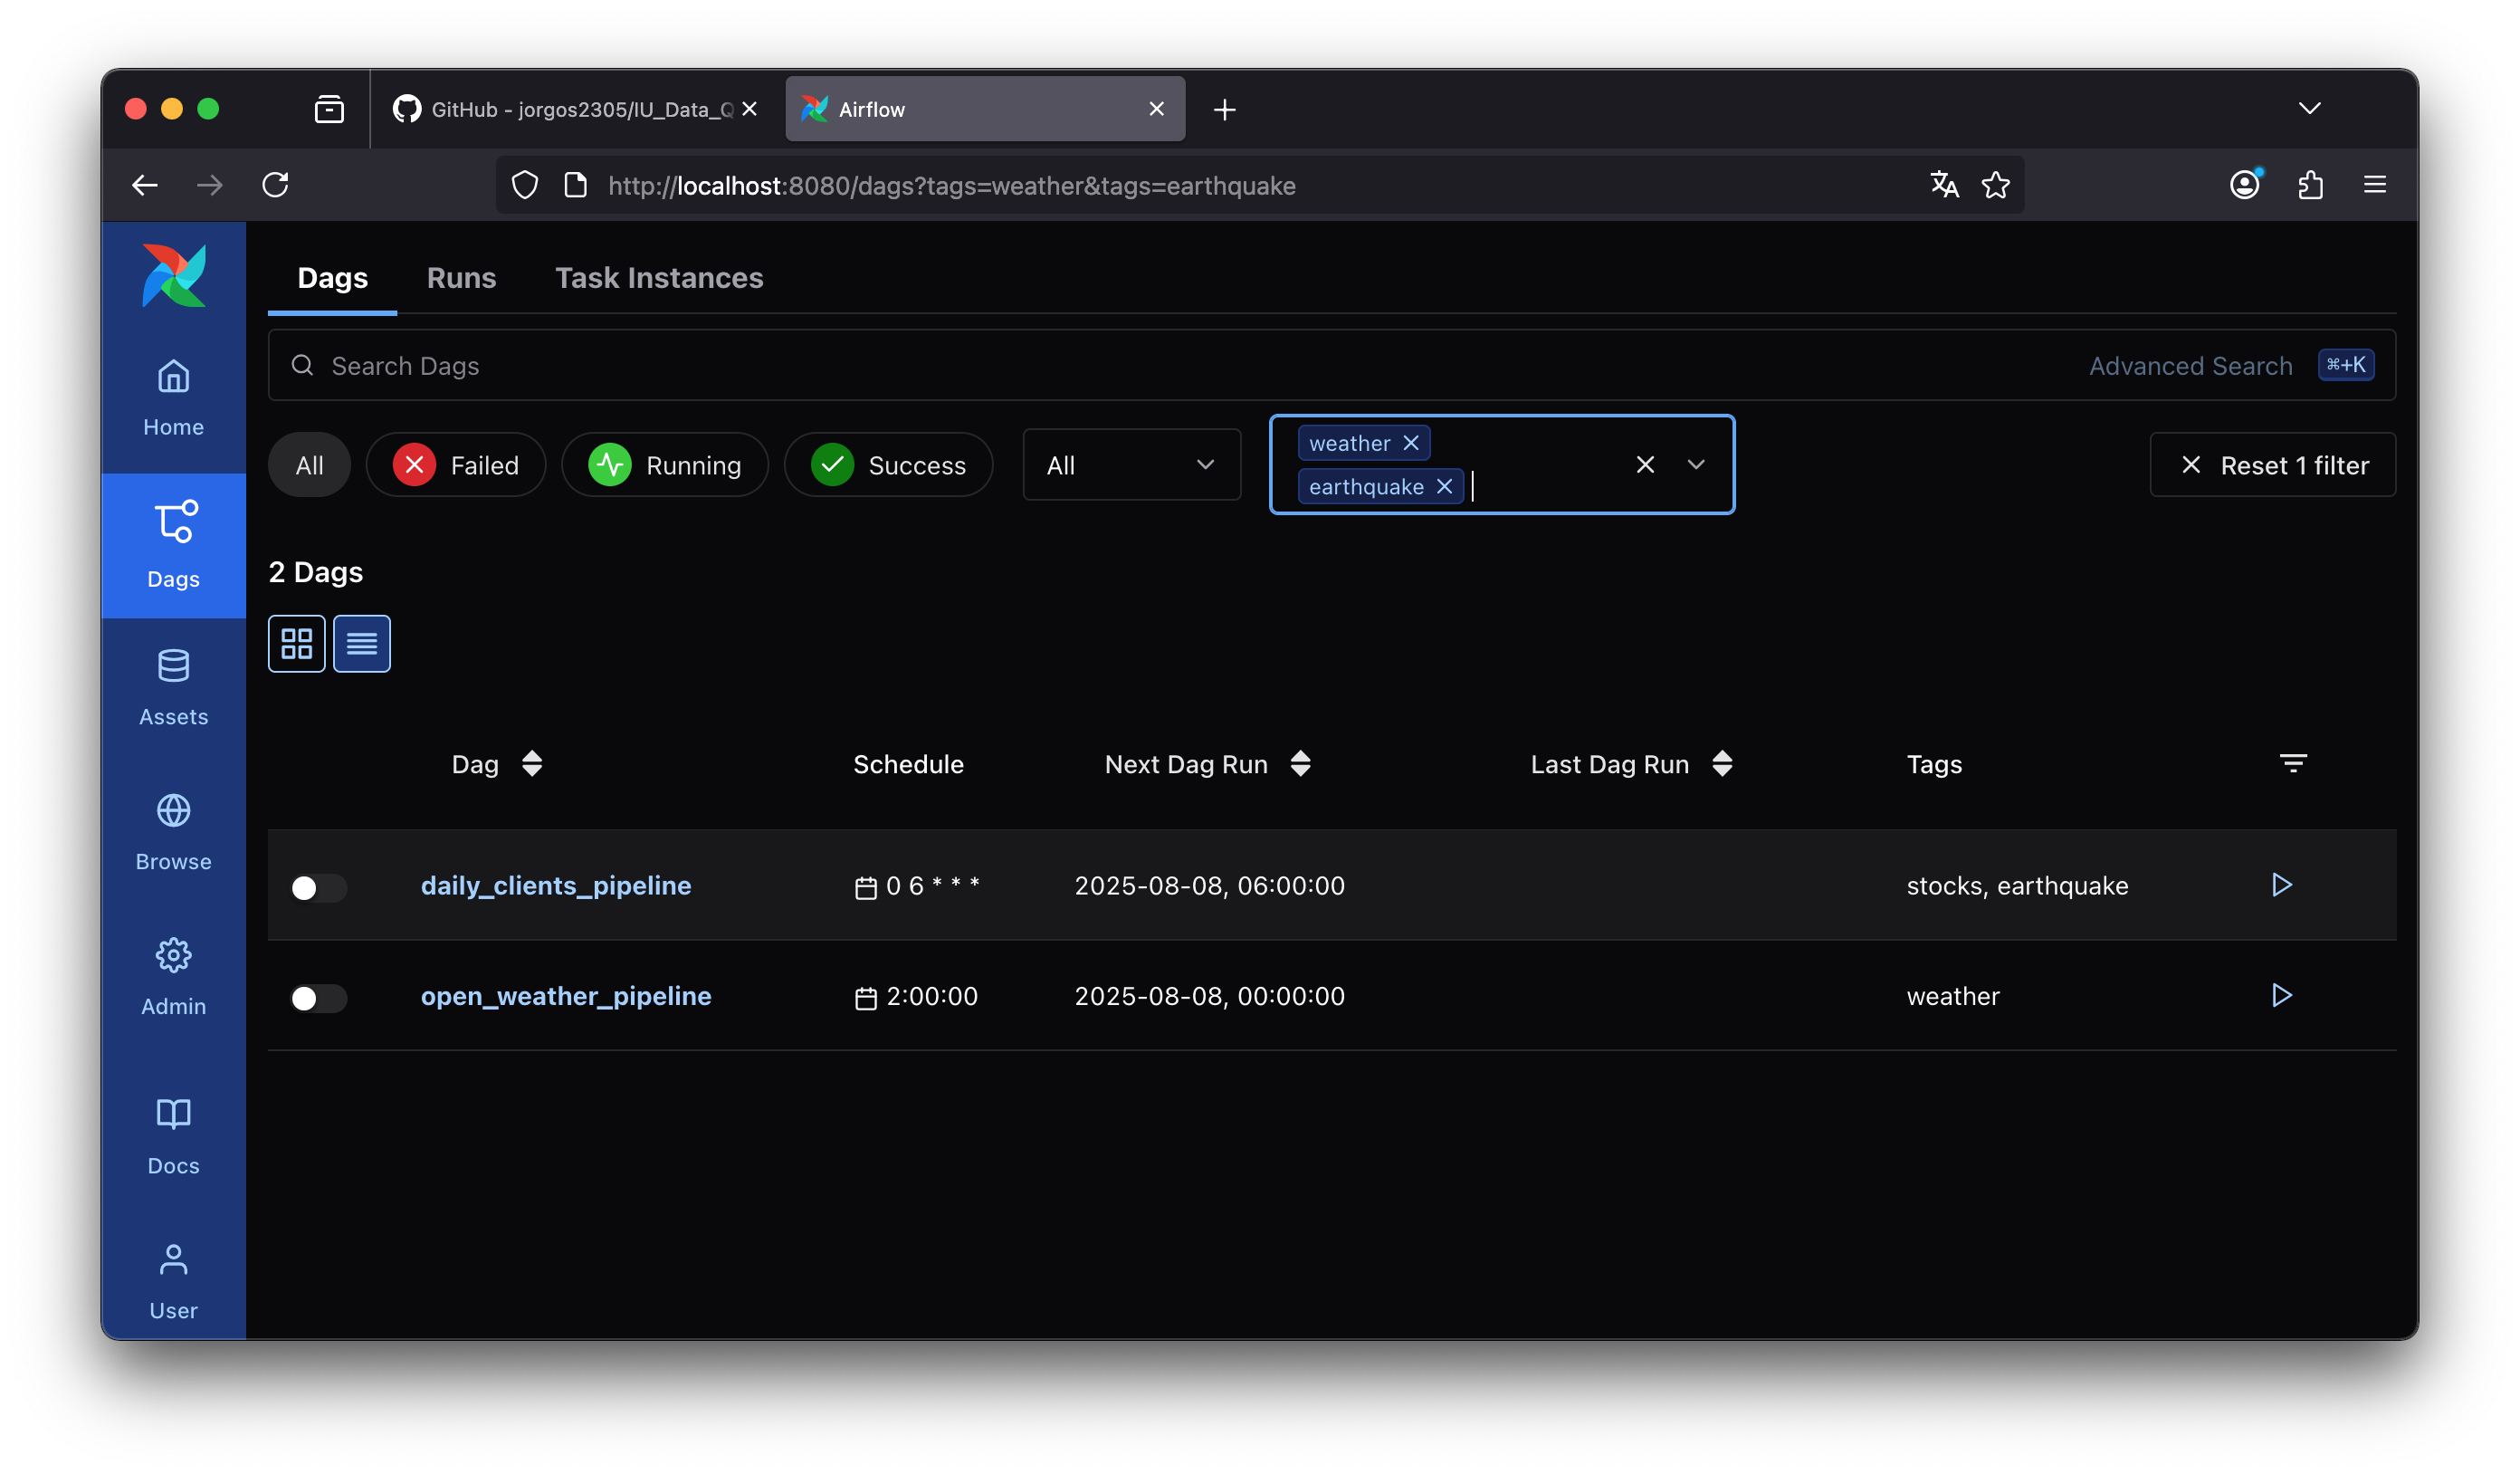 GitHub - jorgos2305/IU_Data_Q
Airflow
http://localhost:8080/dags?tags=weather&tags=earthquake
Dags Runs Task Instances
Search Dags Advanced Search ⌘+K
All Failed Running Success All weather earthquake Reset 1 filter
2 Dags
Dag Schedule Next Dag Run Last Dag Run Tags
daily_clients_pipeline 0 6 * * * 2025-08-08, 06:00:00 stocks, earthquake
open_weather_pipeline 2:00:00 2025-08-08, 00:00:00 weather
Home
Dags
Assets
Browse
Admin
Docs
User